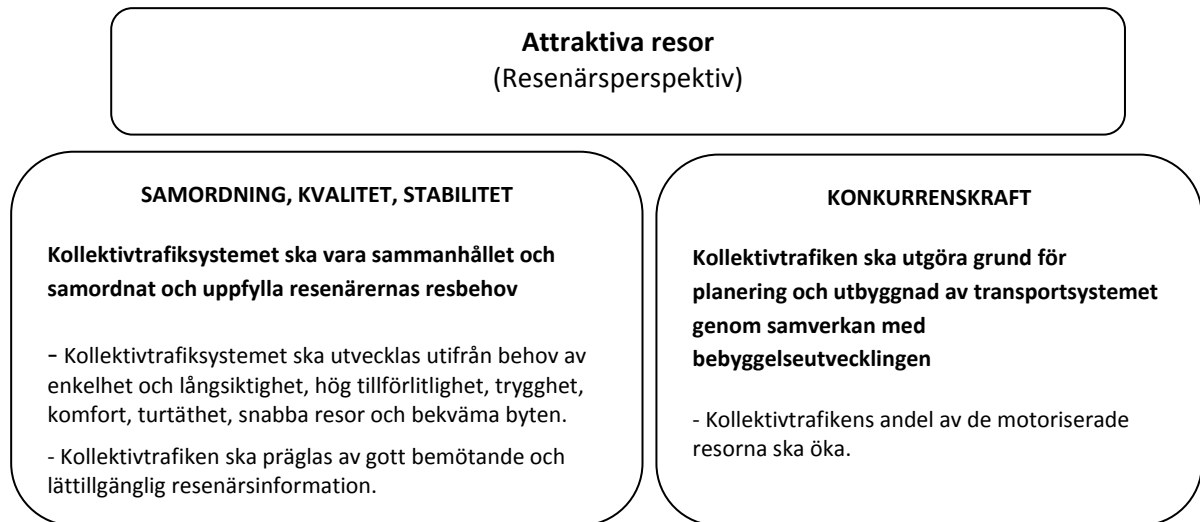 Attraktiva resor
(Resenärsperspektiv)
SAMORDNING, KVALITET, STABILITET
Kollektivtrafiksystemet ska vara sammanhållet och
samordnat och uppfylla resenärernas resbehov
- Kollektivtrafiksystemet ska utvecklas utifrån behov av
enkelhet och långsiktighet, hög tillförlitlighet, trygghet,
komfort, turtäthet, snabba resor och bekväma byten.
- Kollektivtrafiken ska präglas av gott bemötande och
lättillgänglig resenärsinformation.
KONKURRENSKRAFT
Kollektivtrafiken ska utgöra grund för
planering och utbyggnad av transportsystemet
genom samverkan med
bebyggelseutvecklingen
- Kollektivtrafikens andel av de motoriserade
resorna ska öka.